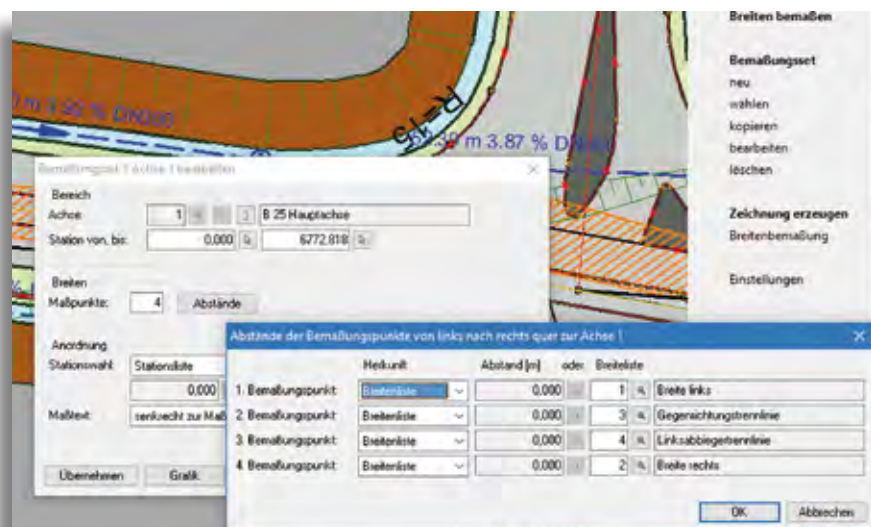 Breiten bemaßen
Bemaßungsset
neu
wählen
kopieren
bearbeiten
löschen
Zeichnung erzeugen
Breitenbemaßung
Einstellungen
m 3.99 % DN300
R=15
m 3.87 %
Bemaßungsset 1 Achse 1 bearbeiten
Bereich
Achse: 1 B 25 Hauptachse
Station von, bis: 0,000 6772,818
Breiten
Maßpunkte: 4 Abstände
Anordnung
Stationswahl: Stationsliste
0,000
Maßtext: senkrecht zur Maß
Übernehmen Grafik
Abstände der Bemaßungspunkte von links nach rechts quer zur Achse 1
Herkunft Abstand [m] oder Breiteliste
1. Bemaßungspunkt: Breitenliste 0,000 1 Breite links
2. Bemaßungspunkt: Breitenliste 0,000 3 Gegenrichtungstrennlinie
3. Bemaßungspunkt: Breitenliste 0,000 4 Linksabbiegertrennlinie
4. Bemaßungspunkt: Breitenliste 0,000 2 Breite rechts
OK Abbrechen